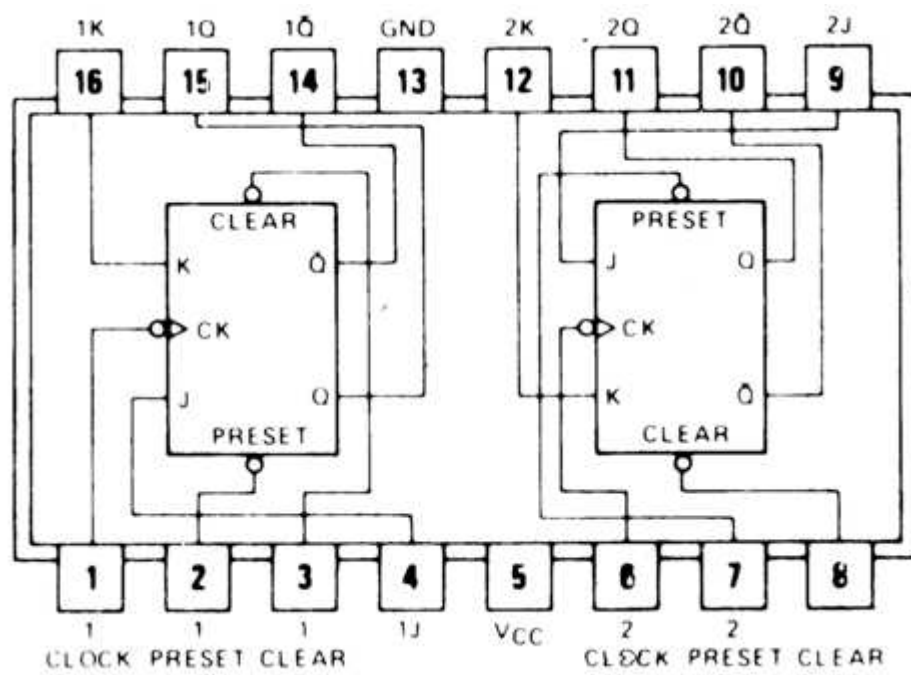 1K 1Q 1Q̄ GND 2K 2Q 2Q̄ 2J
16 15 14 13 12 11 10 9
CLEAR PRESET
K Q̄ J Q
CK CK
J Q K Q̄
PRESET CLEAR
1 2 3 4 5 6 7 8
1 1 1 1J VCC 2 2 2
CLOCK PRESET CLEAR CLOCK PRESET CLEAR